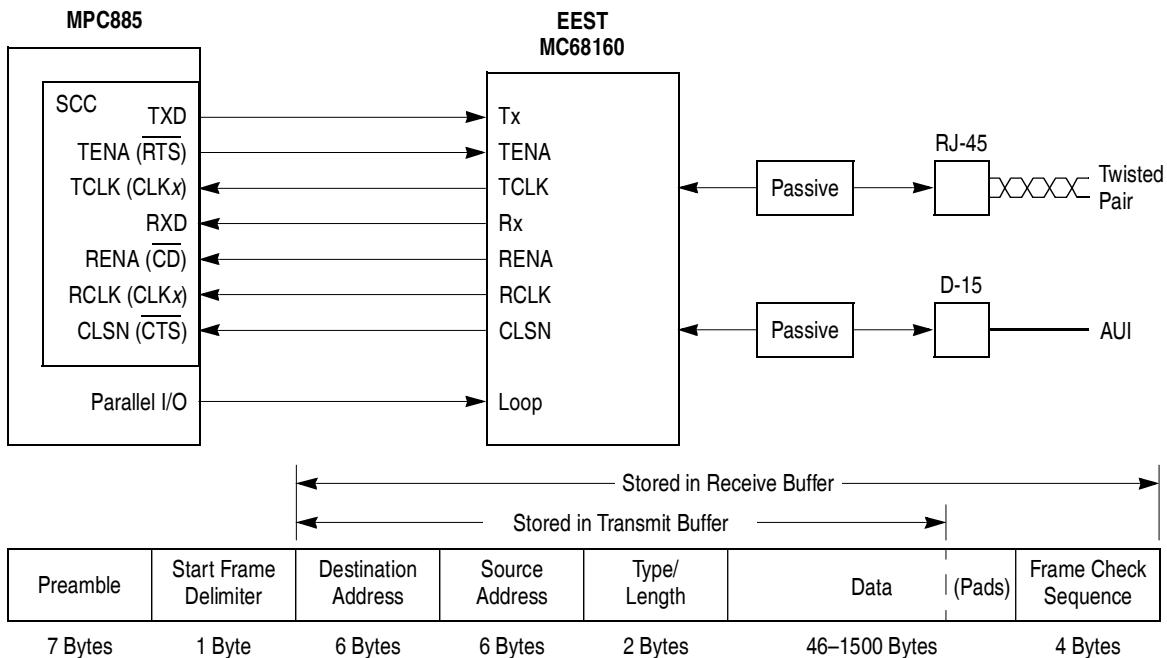 MPC885
EEST
MC68160
SCC
TXD
TENA (RTS)
TCLK (CLKx)
RXD
RENA (CD)
RCLK (CLKx)
CLSN (CTS)
Parallel I/O
Tx
TENA
TCLK
Rx
RENA
RCLK
CLSN
Loop
Passive
RJ-45
Twisted
Pair
Passive
D-15
AUI
Stored in Receive Buffer
Stored in Transmit Buffer
Preamble
Start Frame
Delimiter
Destination
Address
Source
Address
Type/
Length
Data
(Pads)
Frame Check
Sequence
7 Bytes
1 Byte
6 Bytes
6 Bytes
2 Bytes
46–1500 Bytes
4 Bytes